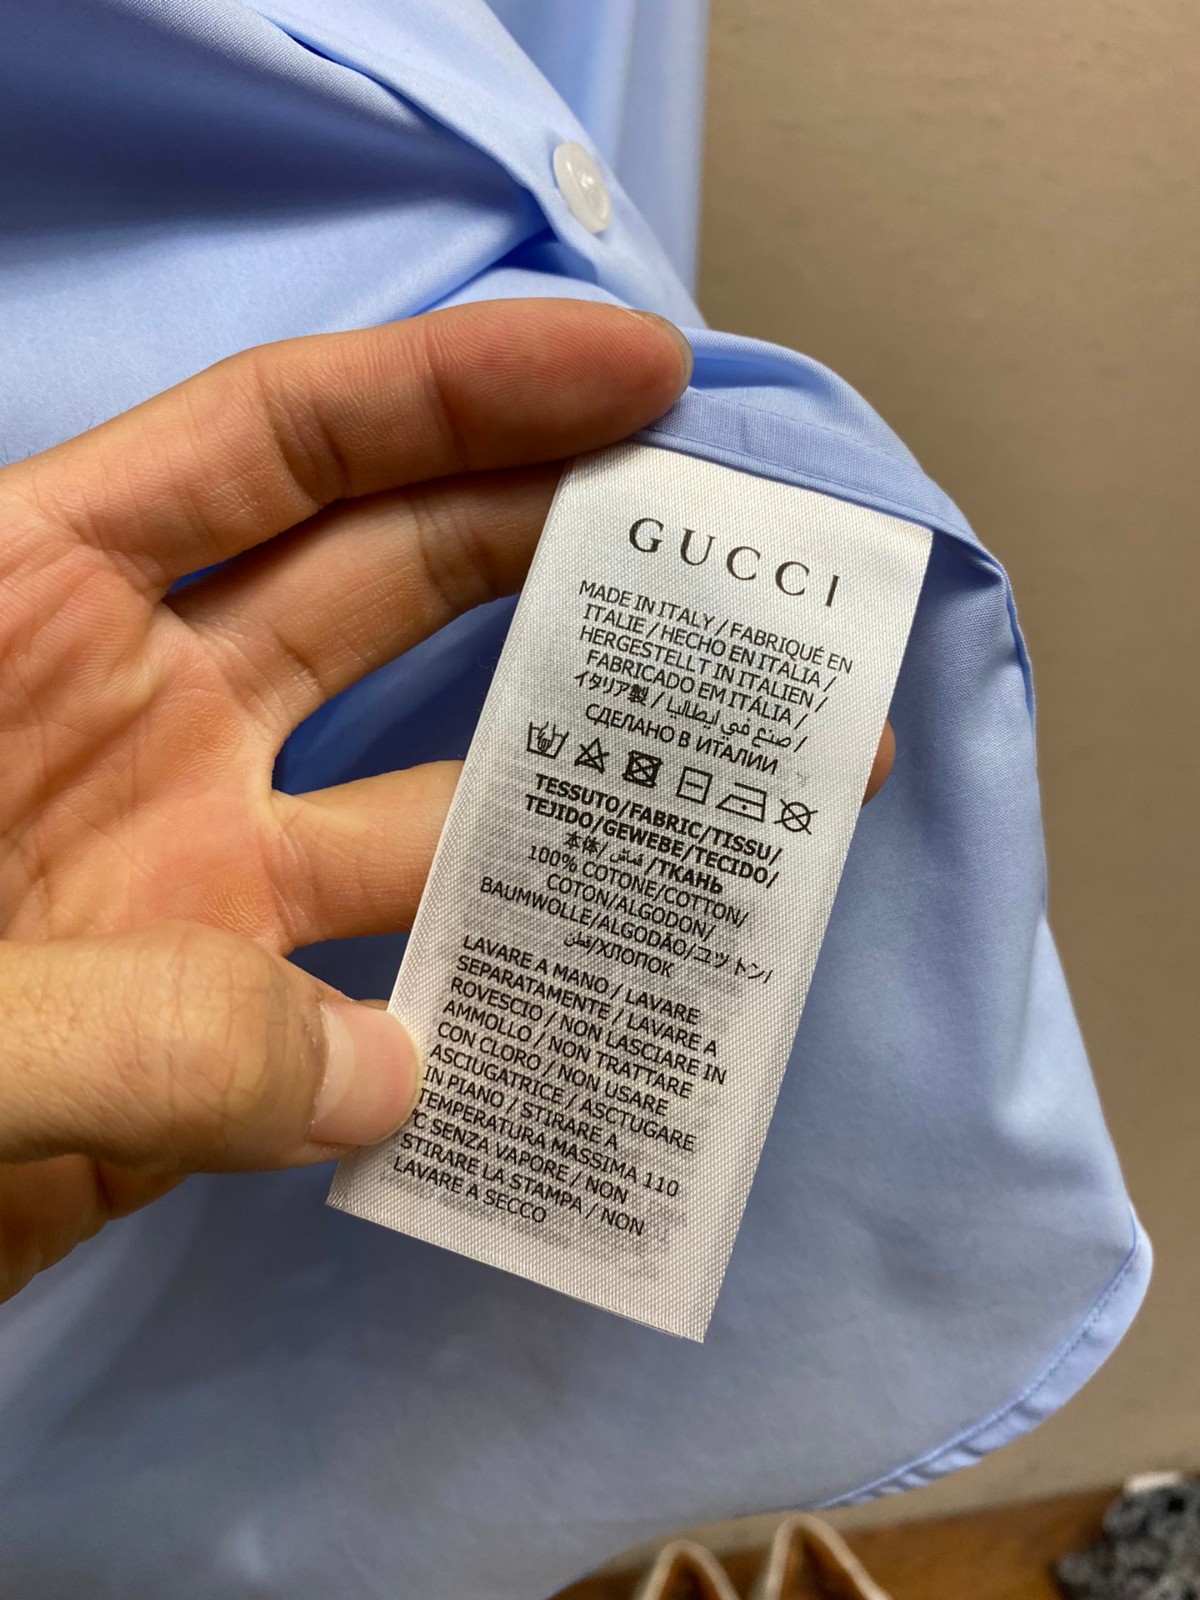 GUCCI
MADE IN ITALY / FABRIQUÉ EN
ITALIE / HECHO EN ITALIA /
HERGESTELLT IN ITALIEN /
FABRICADO EM ITÁLIA /
イタリア製 / صنع في ايطاليا /
СДЕЛАНО В ИТАЛИИ
TESSUTO/FABRIC/TISSU/
TEJIDO/GEWEBE/TECIDO/
本体/ قماش /ТКАНЬ
100% COTONE/COTTON/
COTON/ALGODON/
BAUMWOLLE/ALGODÃO/コットン/
قطن/ХЛОПОК
LAVARE A MANO / LAVARE
SEPARATAMENTE / LAVARE A
ROVESCIO / NON LASCIARE IN
AMMOLLO / NON TRATTARE
CON CLORO / NON USARE
ASCIUGATRICE / ASCTUGARE
IN PIANO / STIRARE A
TEMPERATURA MASSIMA 110
°C SENZA VAPORE / NON
STIRARE LA STAMPA / NON
LAVARE A SECCO